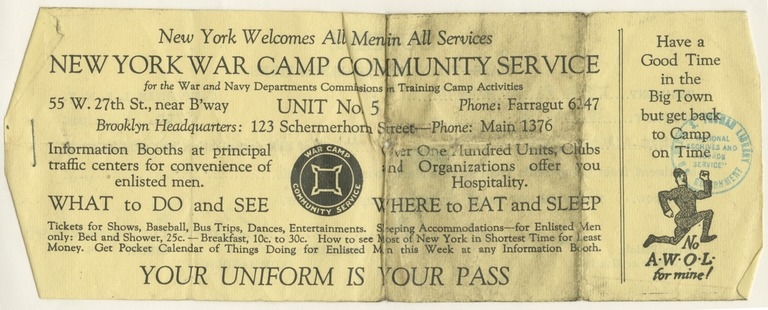 New York Welcomes All Men in All Services
NEW YORK WAR CAMP COMMUNITY SERVICE
for the War and Navy Departments Commissions on Training Camp Activities
55 W. 27th St., near B'way UNIT No. 5 Phone: Farragut 6247
Brooklyn Headquarters: 123 Schermerhorn Street—Phone: Main 1376
Information Booths at principal
traffic centers for convenience of
enlisted men.
WHAT to DO and SEE
WAR CAMP
COMMUNITY SERVICE
Over One Hundred Units, Clubs
and Organizations offer you
Hospitality.
WHERE to EAT and SLEEP
Tickets for Shows, Baseball, Bus Trips, Dances, Entertainments. Sleeping Accommodations—for Enlisted Men
only: Bed and Shower, 25c.—Breakfast, 10c. to 30c. How to see Most of New York in Shortest Time for Least
Money. Get Pocket Calendar of Things Doing for Enlisted Men this Week at any Information Booth.
YOUR UNIFORM IS YOUR PASS
Have a
Good Time
in the
Big Town
but get back
to Camp
on Time
No
A·W·O·L·
for mine!
LIBRARY
ARCHIVES AND
SERVICE